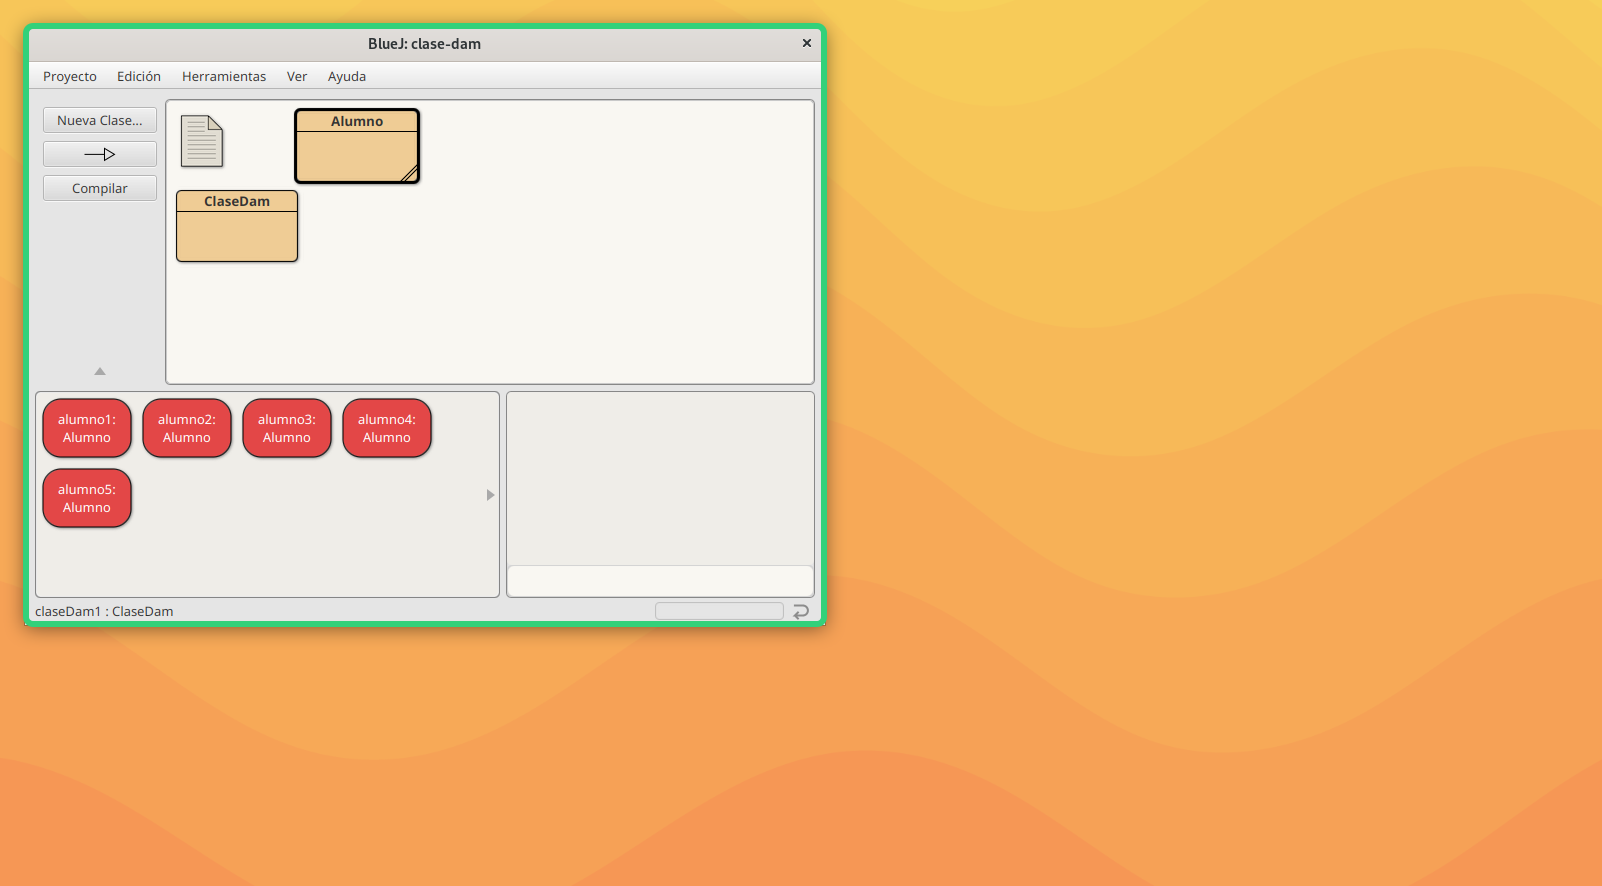 BlueJ: clase-dam
Proyecto Edición Herramientas Ver Ayuda
Nueva Clase...
Compilar
Alumno
ClaseDam
alumno1:
Alumno
alumno2:
Alumno
alumno3:
Alumno
alumno4:
Alumno
alumno5:
Alumno
claseDam1 : ClaseDam